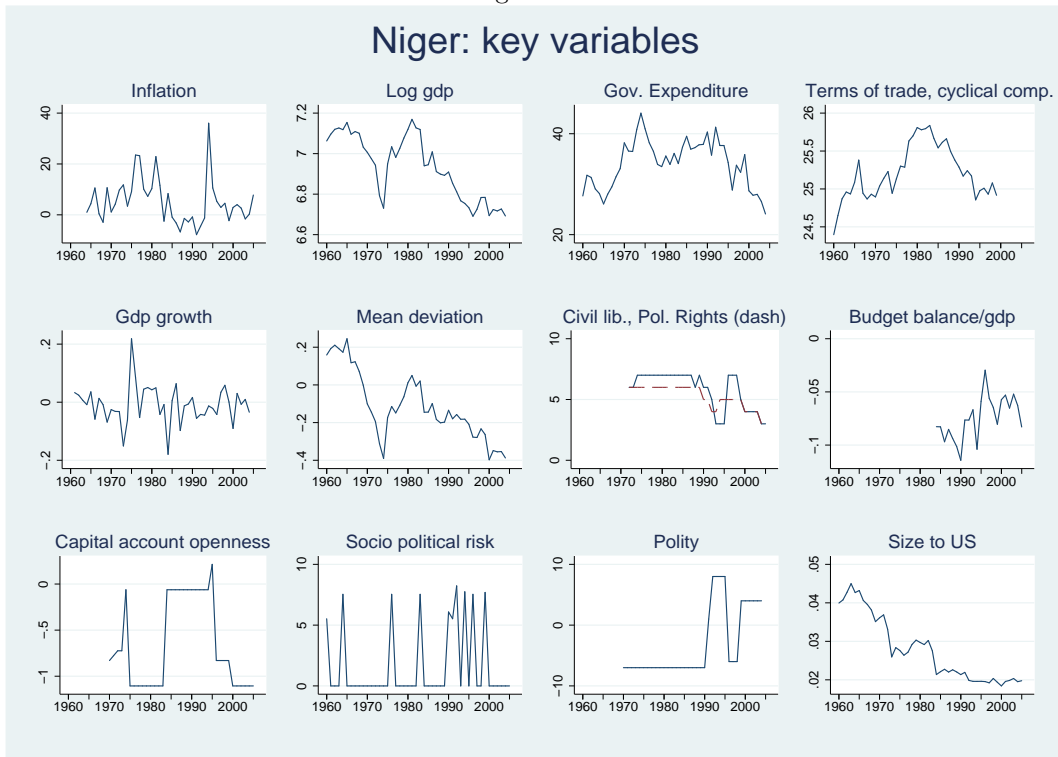 Niger: key variables
Inflation
40
20
0
1960 1970 1980 1990 2000
Log gdp
7.2
7
6.8
6.6
1960 1970 1980 1990 2000
Gov. Expenditure
40
20
1960 1970 1980 1990 2000
Terms of trade, cyclical comp.
26
25.5
25
24.5
1960 1970 1980 1990 2000
Gdp growth
.2
0
−.2
1960 1970 1980 1990 2000
Mean deviation
.2
0
−.2
−.4
1960 1970 1980 1990 2000
Civil lib., Pol. Rights (dash)
10
5
0
1960 1970 1980 1990 2000
Budget balance/gdp
0
−.05
−.1
1960 1970 1980 1990 2000
Capital account openness
0
−.5
−1
1960 1970 1980 1990 2000
Socio political risk
10
5
0
1960 1970 1980 1990 2000
Polity
10
0
−10
1960 1970 1980 1990 2000
Size to US
.05
.04
.03
.02
1960 1970 1980 1990 2000